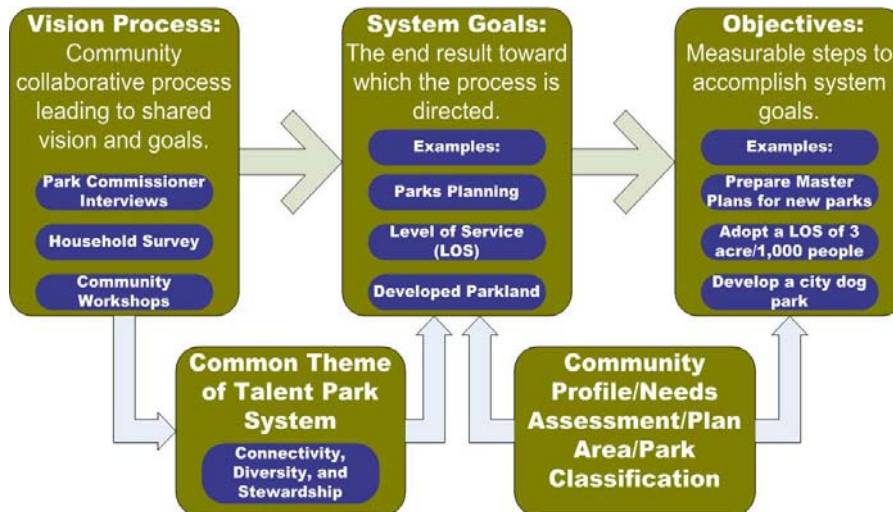 Vision Process:
Community
collaborative process
leading to shared
vision and goals.
Park Commissioner
Interviews
Household Survey
Community
Workshops
System Goals:
The end result toward
which the process is
directed.
Examples:
Parks Planning
Level of Service
(LOS)
Developed Parkland
Objectives:
Measurable steps to
accomplish system
goals.
Examples:
Prepare Master
Plans for new parks
Adopt a LOS of 3
acre/1,000 people
Develop a city dog
park
Common Theme
of Talent Park
System
Connectivity,
Diversity, and
Stewardship
Community
Profile/Needs
Assessment/Plan
Area/Park
Classification